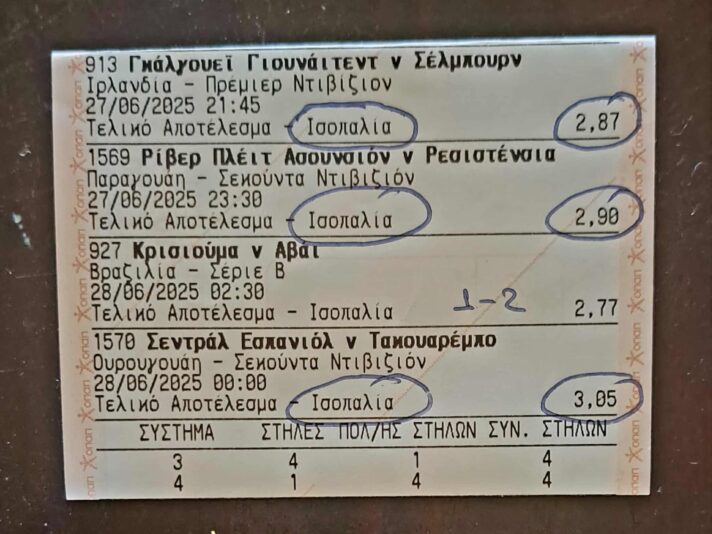 913 Γκάλγουεϊ Γιουνάιτεντ v Σέλμπουρν
Ιρλανδία - Πρέμιερ Ντιβίζιον
27/06/2025 21:45
Τελικό Αποτέλεσμα - Ισοπαλία 2,87
1569 Ρίβερ Πλέιτ Ασουνσιόν v Ρεσιστένσια
Παραγουάη - Σεκούντα Ντιβιζιόν
27/06/2025 23:30
Τελικό Αποτέλεσμα - Ισοπαλία 2,90
927 Κρισιούμα v Αβάι
Βραζιλία - Σέριε Β
28/06/2025 02:30 1-2
Τελικό Αποτέλεσμα - Ισοπαλία 2,77
1570 Σεντράλ Εσπανιόλ v Τακουαρέμπο
Ουρουγουάη - Σεκούντα Ντιβιζιόν
28/06/2025 00:00
Τελικό Αποτέλεσμα - Ισοπαλία 3,05
ΣΥΣΤΗΜΑ ΣΤΗΛΕΣ ΠΟΛ/ΗΣ ΣΤΗΛΩΝ ΣΥΝ. ΣΤΗΛΩΝ
3 4 1 4
4 1 4 4